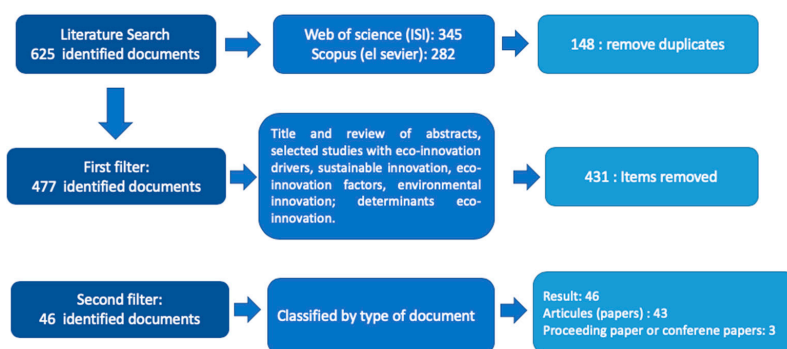 Literature Search
625 identified documents
Web of science (ISI): 345
Scopus (el sevier): 282
148 : remove duplicates
First filter:
477 identified documents
Title and review of abstracts,
selected studies with eco-innovation
drivers, sustainable innovation, eco-
innovation factors, environmental
innovation; determinants eco-
innovation.
431 : Items removed
Second filter:
46 identified documents
Classified by type of document
Result: 46
Articules (papers) : 43
Proceeding paper or conferene papers: 3